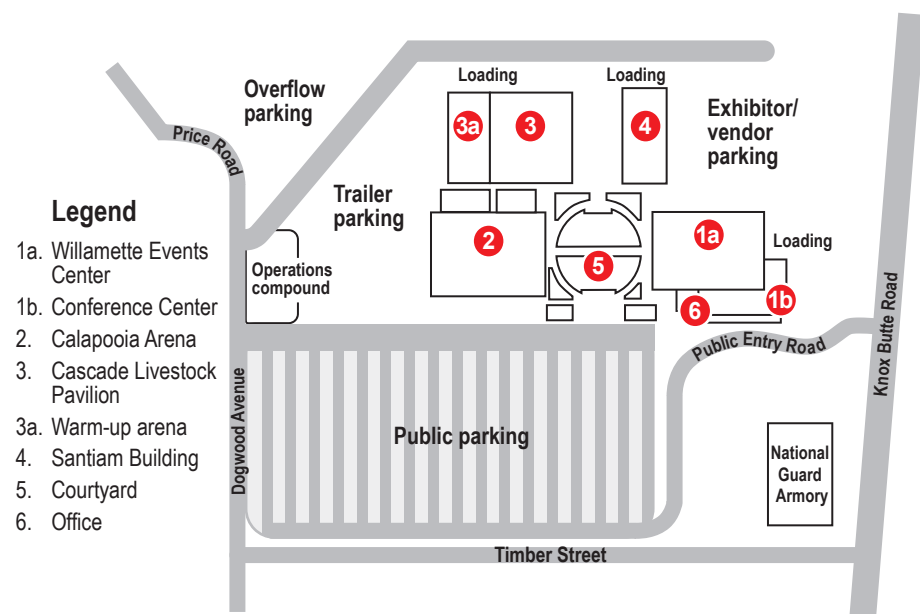 Loading
Loading
Overflow
parking
Exhibitor/
vendor
parking
3a
3
4
Price Road
Trailer
parking
Legend
1a. Willamette Events
Center
1b. Conference Center
2. Calapooia Arena
3. Cascade Livestock
Pavilion
3a. Warm-up arena
4. Santiam Building
5. Courtyard
6. Office
2
1a
Loading
Operations
compound
5
1b
6
Public Entry Road
Knox Butte Road
Dogwood Avenue
Public parking
National
Guard
Armory
Timber Street